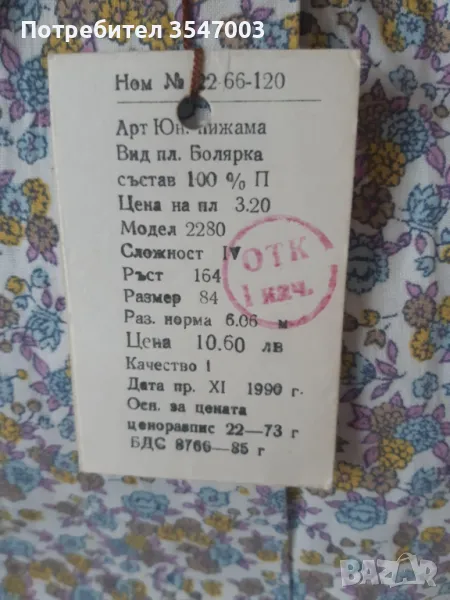 Потребител 3547003
Ном № 22-66-120
Арт Юн. пижама
Вид пл. Болярка
състав 100 % П
Цена на пл 3.20
Модел 2280
Сложност IV
Ръст 164
Размер 84
Раз. норма 6.06 м
Цена 10.60 лв
Качество 1
Дата пр. XI 1990 г.
Осн. за цената
ценоравпис 22—73 г
БДС 8766—85 г
ОТК
1 кач.
BAZAR